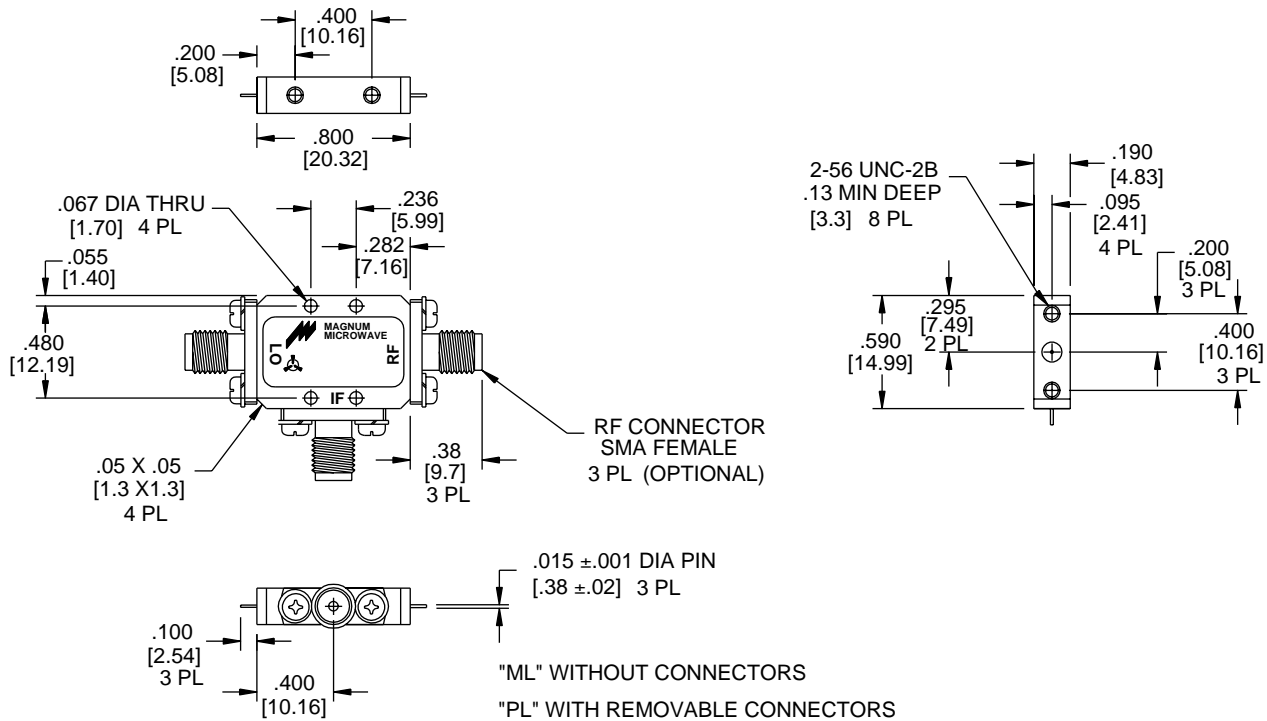 .400
[10.16]
.200
[5.08]
.800
[20.32]
.067 DIA THRU
[1.70] 4 PL
.236
[5.99]
.282
[7.16]
.055
[1.40]
.480
[12.19]
MAGNUM
MICROWAVE
LO
RF
IF
.05 X .05
[1.3 X1.3]
4 PL
.38
[9.7]
3 PL
RF CONNECTOR
SMA FEMALE
3 PL (OPTIONAL)
2-56 UNC-2B
.13 MIN DEEP
[3.3] 8 PL
.190
[4.83]
.095
[2.41]
4 PL
.200
[5.08]
3 PL
.295
[7.49]
2 PL
.590
[14.99]
.400
[10.16]
3 PL
.015 ±.001 DIA PIN
[.38 ±.02] 3 PL
.100
[2.54]
3 PL
.400
[10.16]
"ML" WITHOUT CONNECTORS
"PL" WITH REMOVABLE CONNECTORS